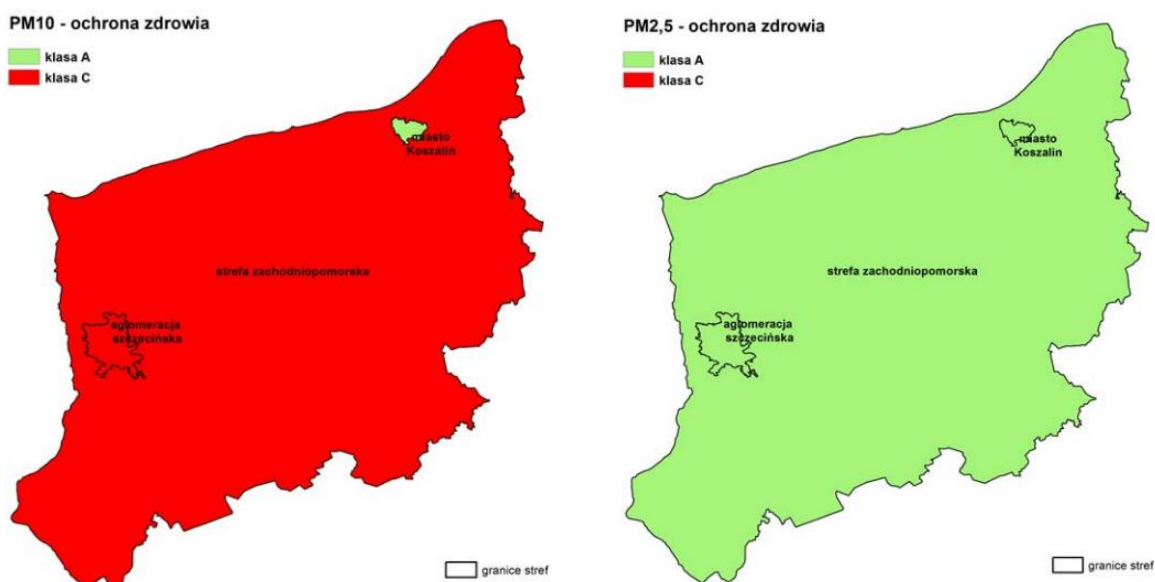 PM10 - ochrona zdrowia
klasa A
klasa C
miasto
Koszalin
strefa zachodniopomorska
aglomeracja
szczecińska
granice stref
PM2,5 - ochrona zdrowia
klasa A
klasa C
miasto
Koszalin
strefa zachodniopomorska
aglomeracja
szczecińska
granice stref